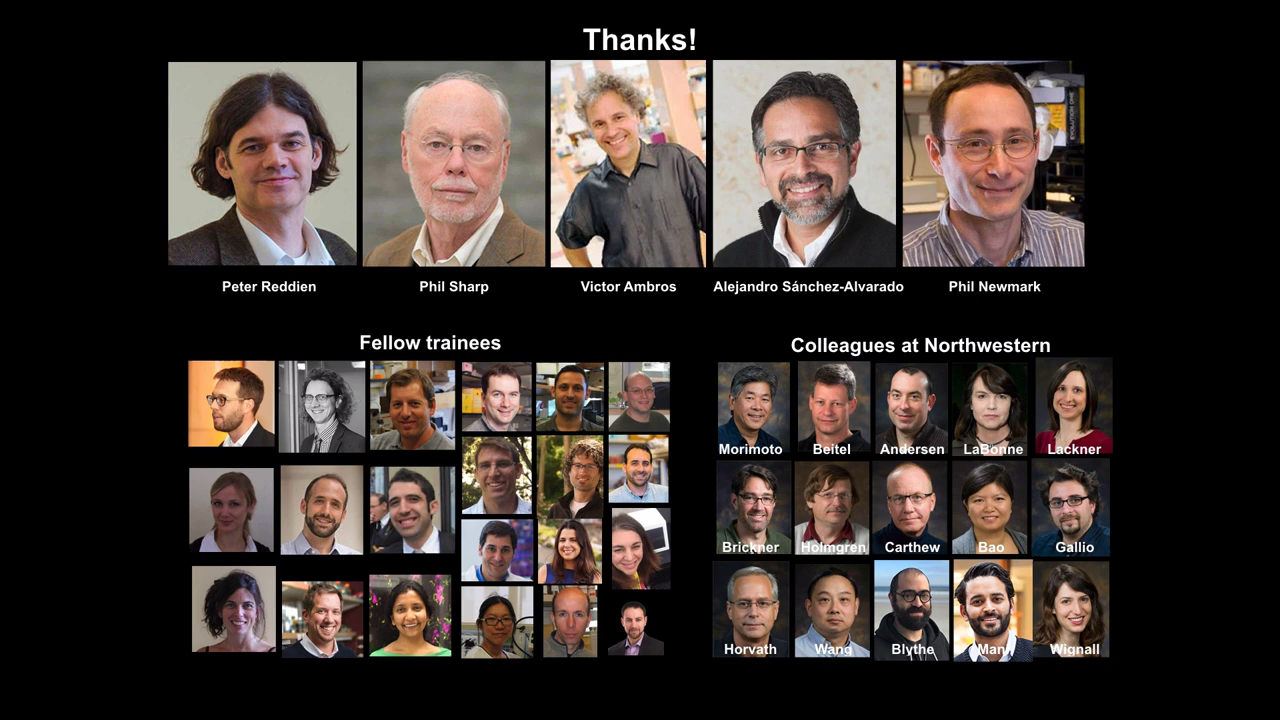 Thanks!
Peter Reddien
Phil Sharp
Victor Ambros
Alejandro Sánchez-Alvarado
Phil Newmark
Fellow trainees
Colleagues at Northwestern
Morimoto
Beitel
Andersen
LaBonne
Lackner
Brickner
Holmgren
Carthew
Bao
Gallio
Horvath
Wang
Blythe
Mani
Wignall